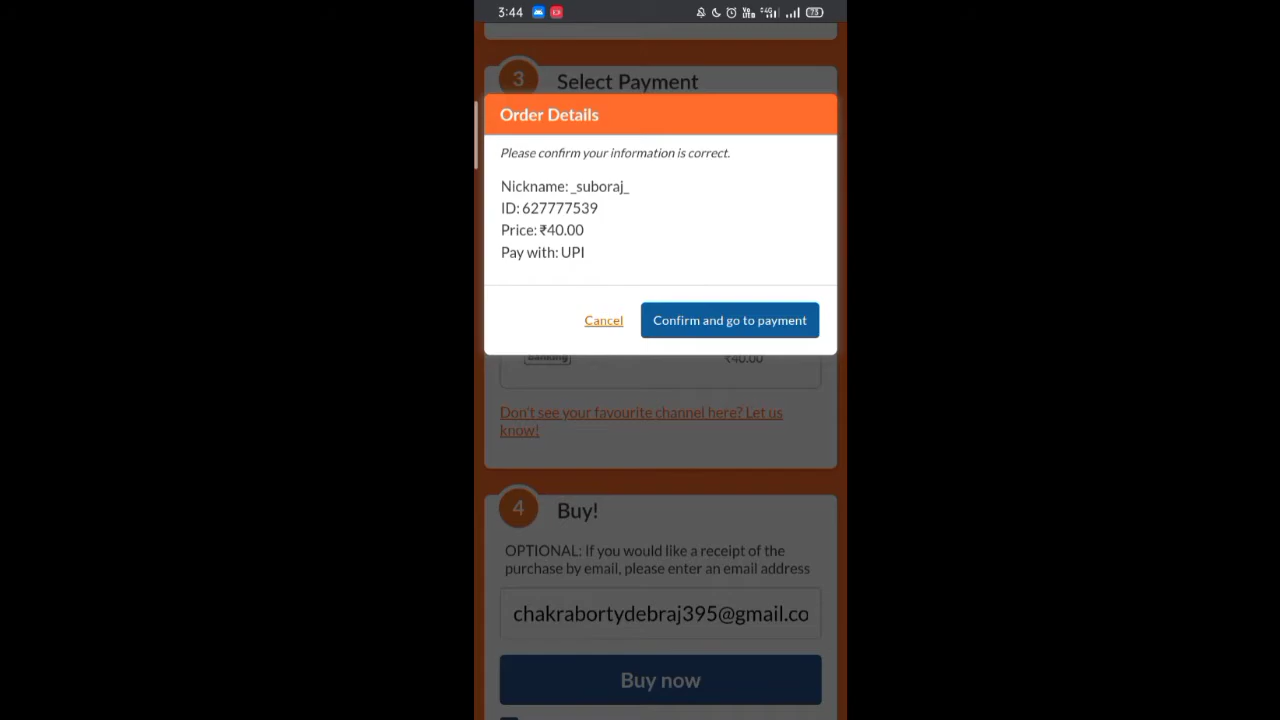 3:44
73
3
Select Payment
Order Details
Please confirm your information is correct.
Nickname: _suboraj_
ID: 627777539
Price: ₹40.00
Pay with: UPI
Cancel
Confirm and go to payment
Banking
₹40.00
Don't see your favourite channel here? Let us
know!
4
Buy!
OPTIONAL: If you would like a receipt of the
purchase by email, please enter an email address
chakrabortydebraj395@gmail.co
Buy now